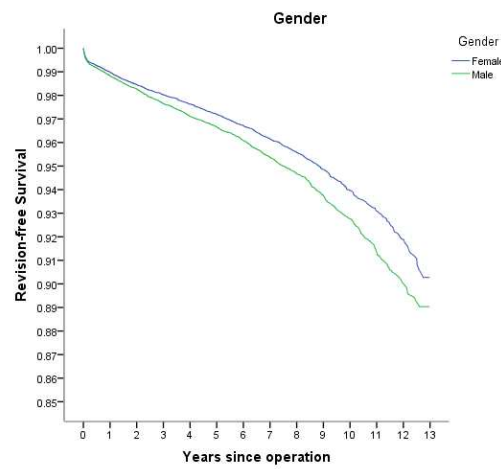 Gender
Gender
Female
Male
Revision-free Survival
1.00
0.99
0.98
0.97
0.96
0.95
0.94
0.93
0.92
0.91
0.90
0.89
0.88
0.87
0.86
0.85
0 1 2 3 4 5 6 7 8 9 10 11 12 13
Years since operation